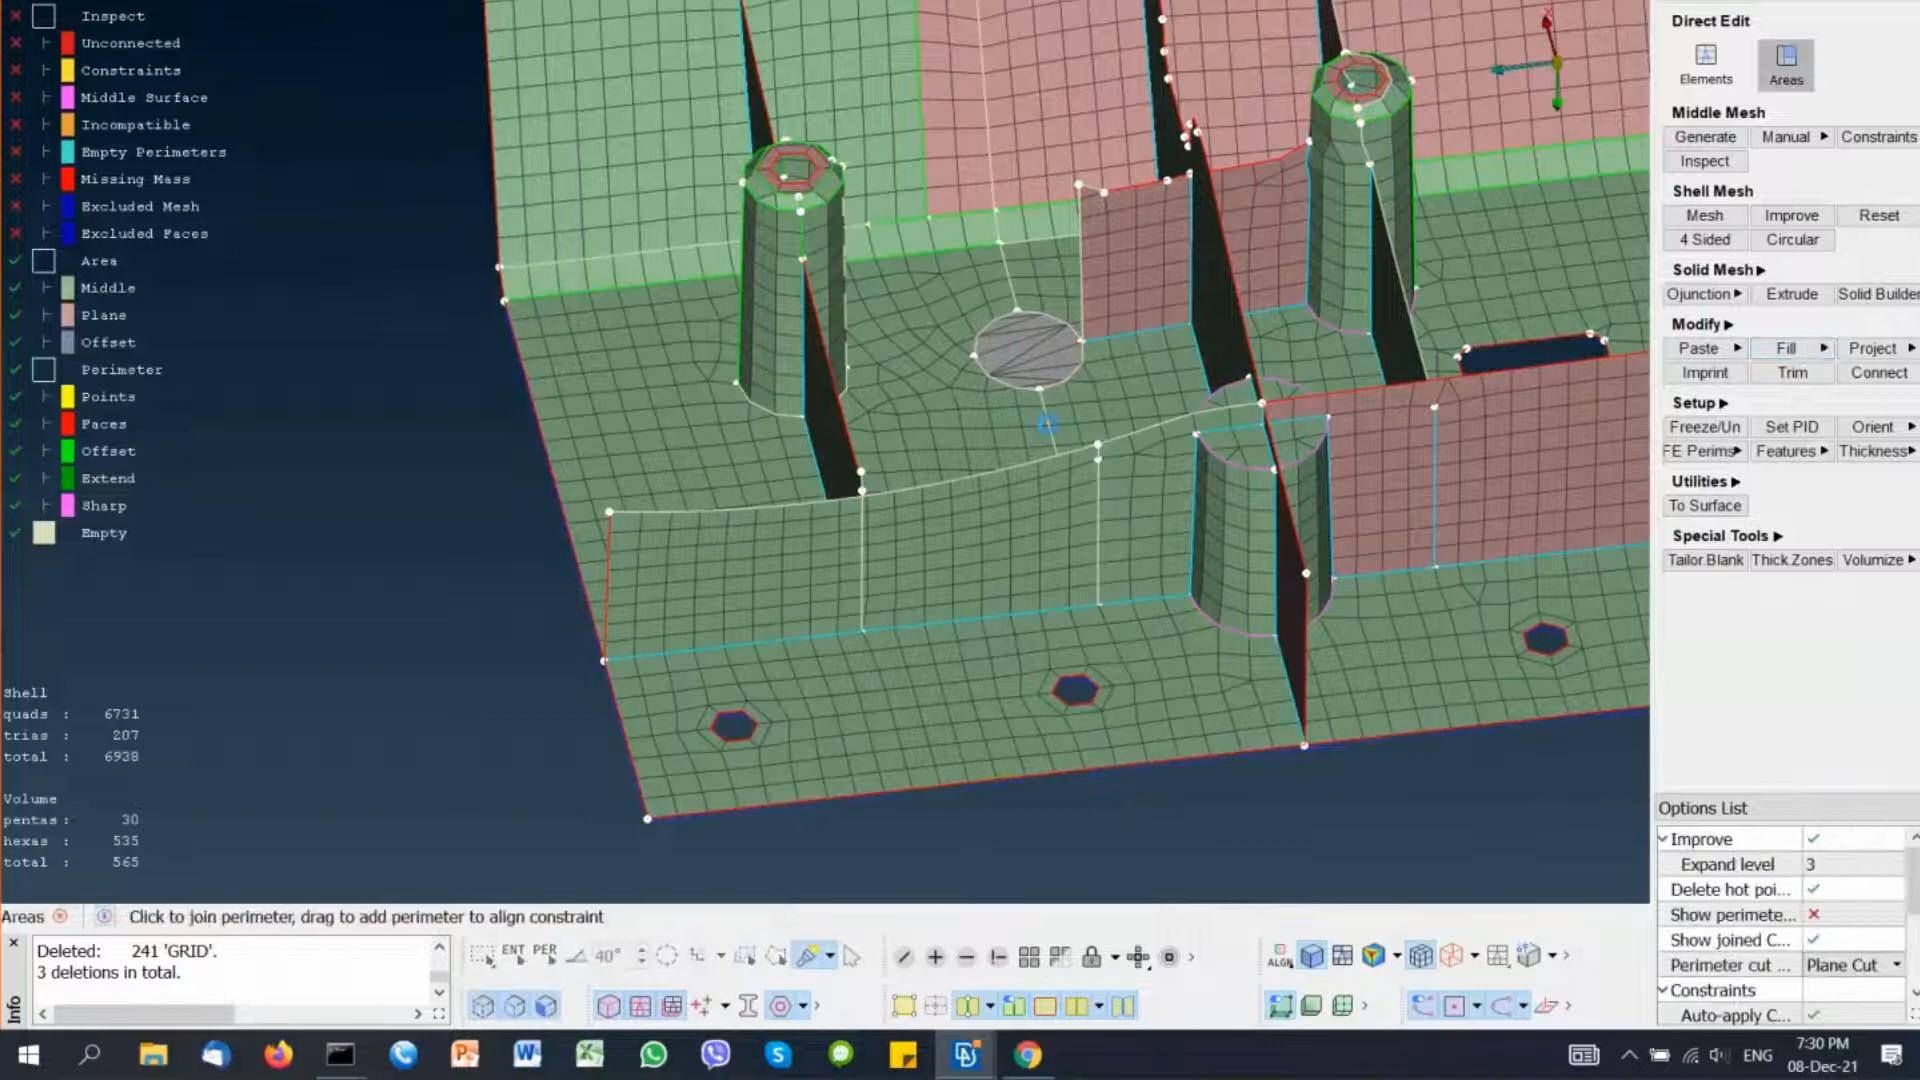 Inspect
Unconnected
Constraints
Middle Surface
Incompatible
Empty Perimeters
Missing Mass
Excluded Mesh
Excluded Faces
Area
Middle
Plane
Offset
Perimeter
Points
Faces
Offset
Extend
Sharp
Empty
Shell
quads : 6731
trias : 207
total : 6938
Volume
pentas : 30
hexas : 535
total : 565
Direct Edit
Elements Areas
Middle Mesh
Generate Manual Constraints
Inspect
Shell Mesh
Mesh Improve Reset
4 Sided Circular
Solid Mesh
Ojunction Extrude Solid Builder
Modify
Paste Fill Project
Imprint Trim Connect
Setup
Freeze/Un Set PID Orient
FE Perims Features Thickness
Utilities
To Surface
Special Tools
Tailor.Blank Thick.Zones Volumize
Options List
Improve
Expand level 3
Delete hot poi...
Show perimete...
Show joined C...
Perimeter cut ... Plane Cut
Constraints
Auto-apply C...
Areas Click to join perimeter, drag to add perimeter to align constraint
Deleted: 241 'GRID'.
3 deletions in total.
Info
ENT PER 40°
ALGN
ENG
7:30 PM
08-Dec-21